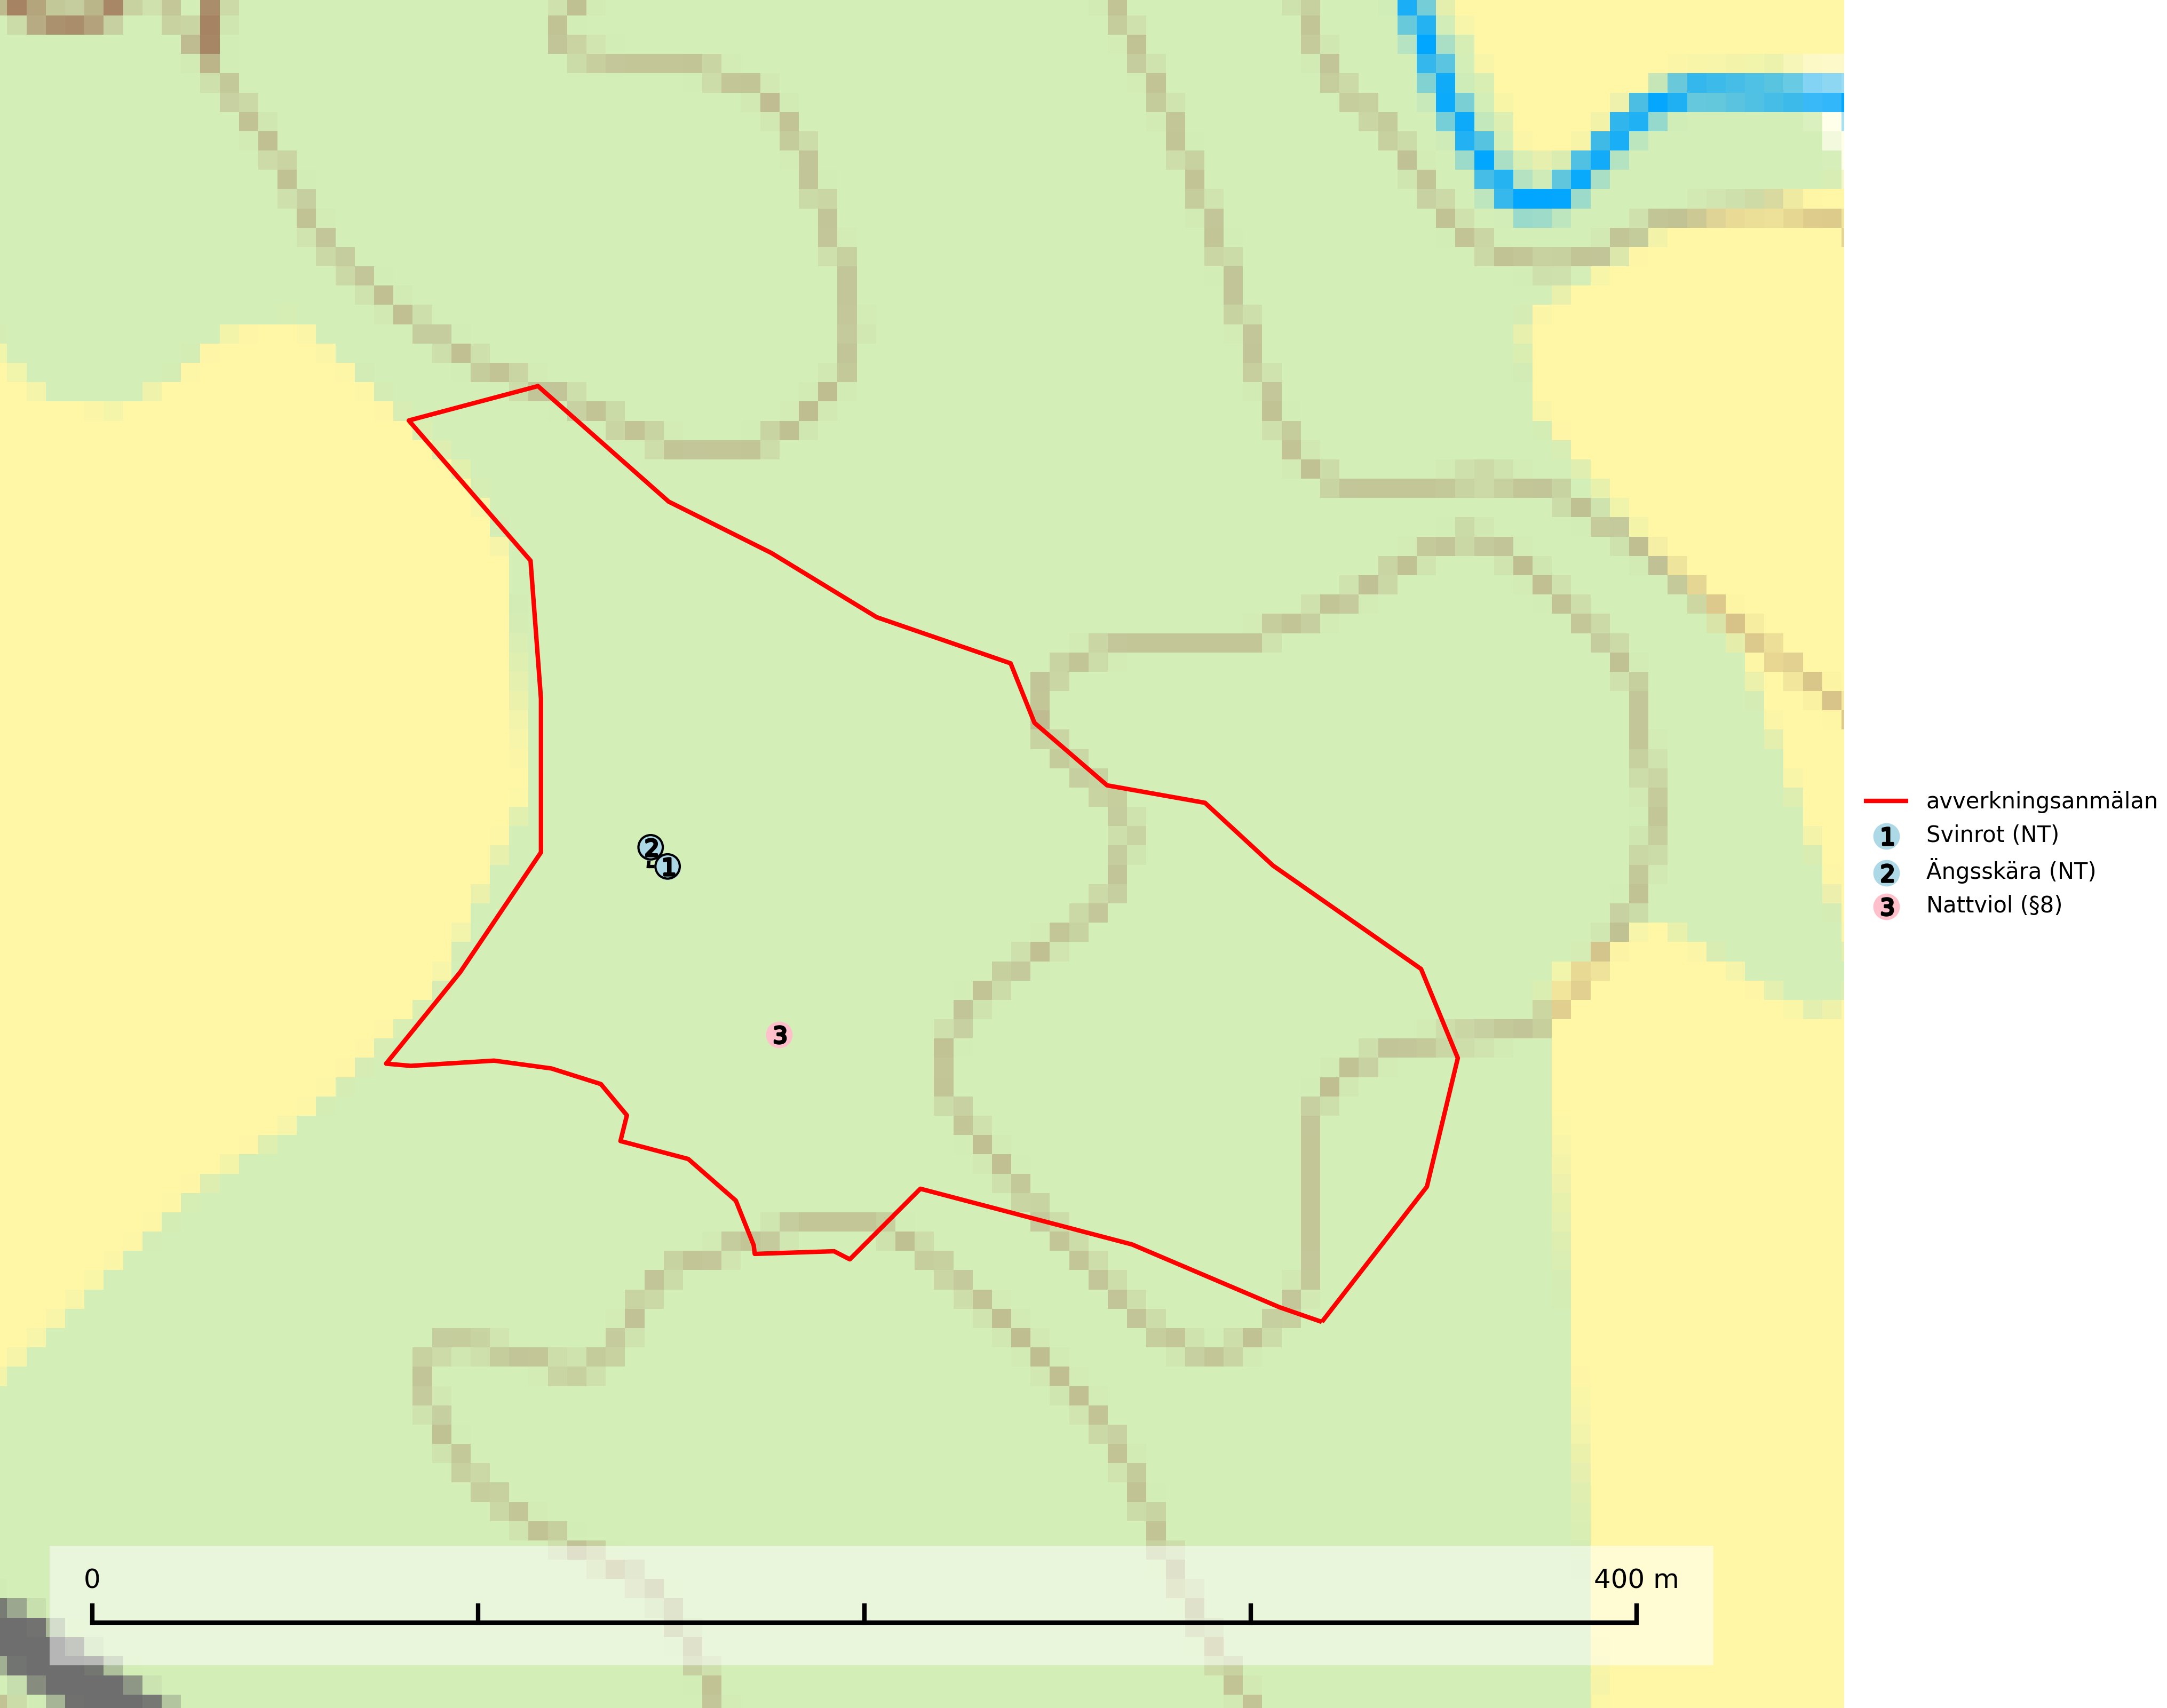 2
1
3
avverkningsanmälan
1 Svinrot (NT)
2 Ängsskära (NT)
3 Nattviol (§8)
0 400 m